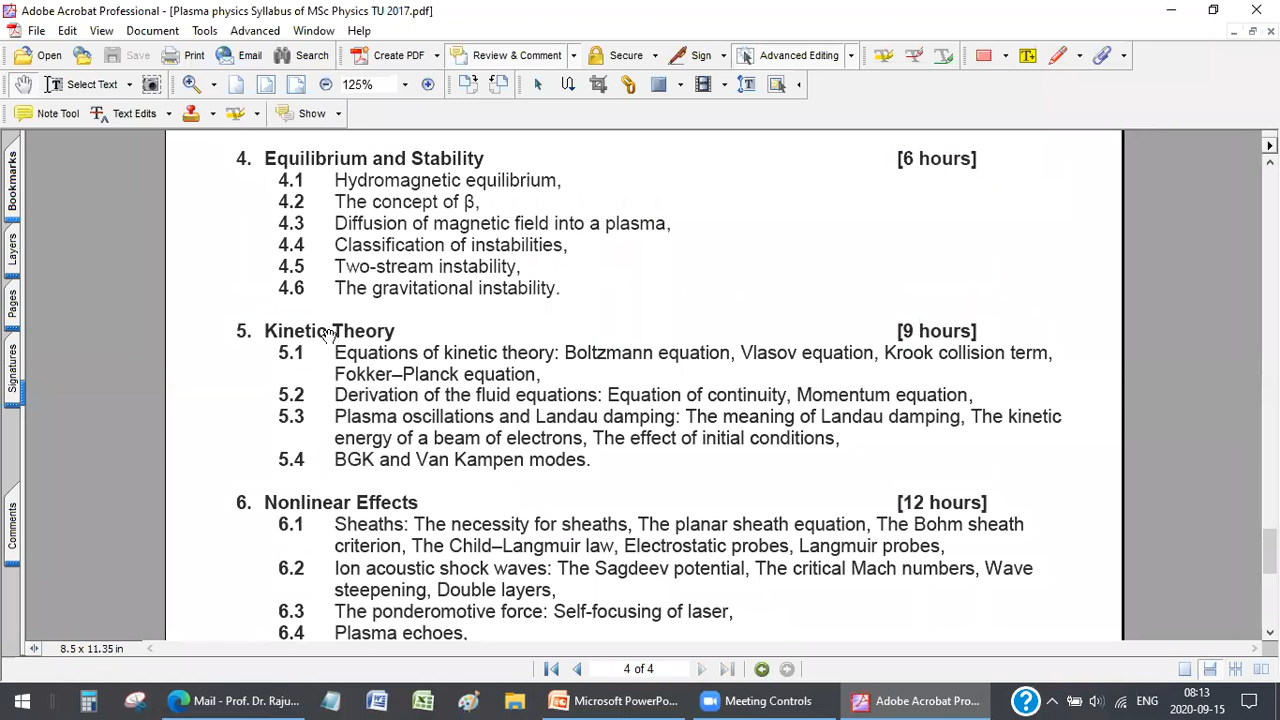 Adobe Acrobat Professional - [Plasma physics Syllabus of MSc Physics TU 2017.pdf]
File Edit View Document Tools Advanced Window Help
Open Save Print Email Search Create PDF Review & Comment Secure Sign Advanced Editing
Select Text 125%
Note Tool Text Edits Show
Bookmarks
Layers
Pages
Signatures
Comments
4. Equilibrium and Stability [6 hours]
4.1 Hydromagnetic equilibrium,
4.2 The concept of β,
4.3 Diffusion of magnetic field into a plasma,
4.4 Classification of instabilities,
4.5 Two-stream instability,
4.6 The gravitational instability.
5. Kinetic Theory [9 hours]
5.1 Equations of kinetic theory: Boltzmann equation, Vlasov equation, Krook collision term,
Fokker–Planck equation,
5.2 Derivation of the fluid equations: Equation of continuity, Momentum equation,
5.3 Plasma oscillations and Landau damping: The meaning of Landau damping, The kinetic
energy of a beam of electrons, The effect of initial conditions,
5.4 BGK and Van Kampen modes.
6. Nonlinear Effects [12 hours]
6.1 Sheaths: The necessity for sheaths, The planar sheath equation, The Bohm sheath
criterion, The Child–Langmuir law, Electrostatic probes, Langmuir probes,
6.2 Ion acoustic shock waves: The Sagdeev potential, The critical Mach numbers, Wave
steepening, Double layers,
6.3 The ponderomotive force: Self-focusing of laser,
6.4 Plasma echoes,
8.5 x 11.35 in
4 of 4
Mail - Prof. Dr. Raju... Microsoft PowerPo... Meeting Controls Adobe Acrobat Pro... ENG 08:13
2020-09-15